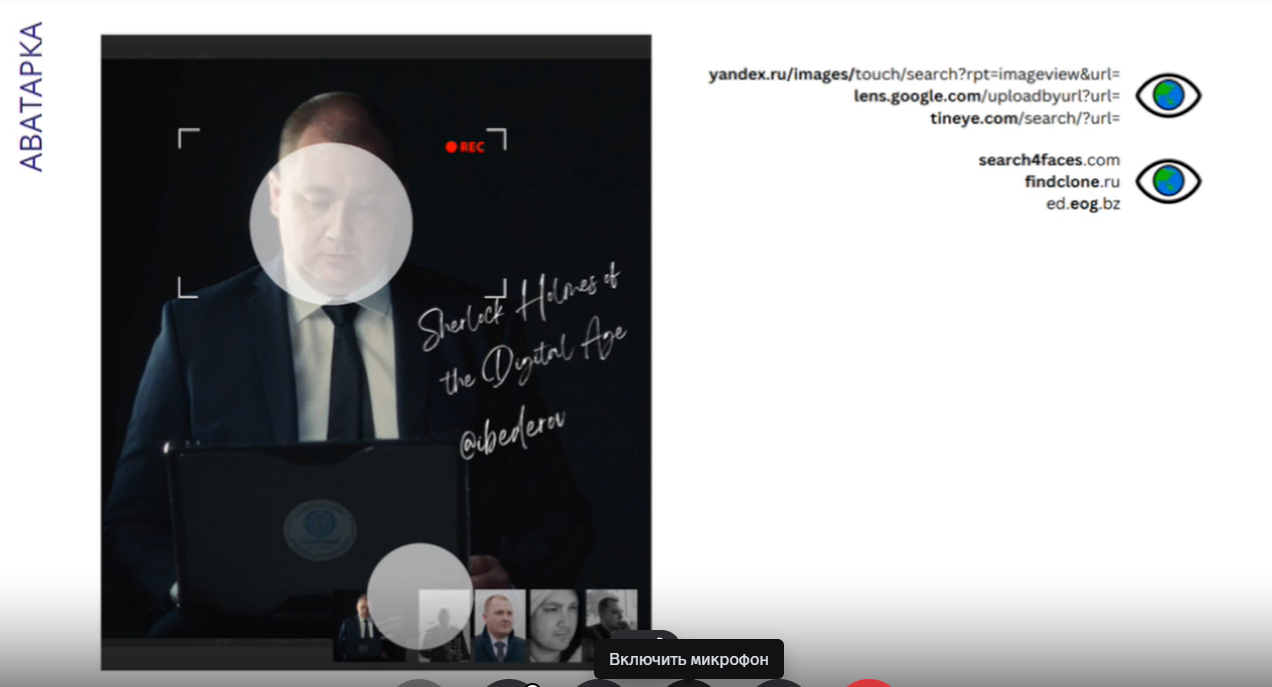 АВАТАРКА
REC
Sherlock Holmes of
the Digital Age
@ibederov
yandex.ru/images/touch/search?rpt=imageview&url=
lens.google.com/uploadbyurl?url=
tineye.com/search/?url=
search4faces.com
findclone.ru
ed.eog.bz
Включить микрофон